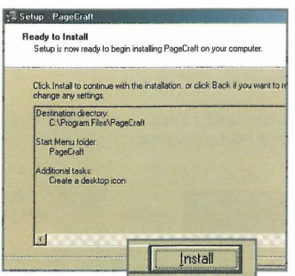 Setup - PageCraft
Ready to Install
Setup is now ready to begin installing PageCraft on your computer.
Click Install to continue with the installation, or click Back if you want to
change any settings.
Destination directory:
C:\Program Files\PageCraft
Start Menu folder:
PageCraft
Additional tasks:
Create a desktop icon
Install